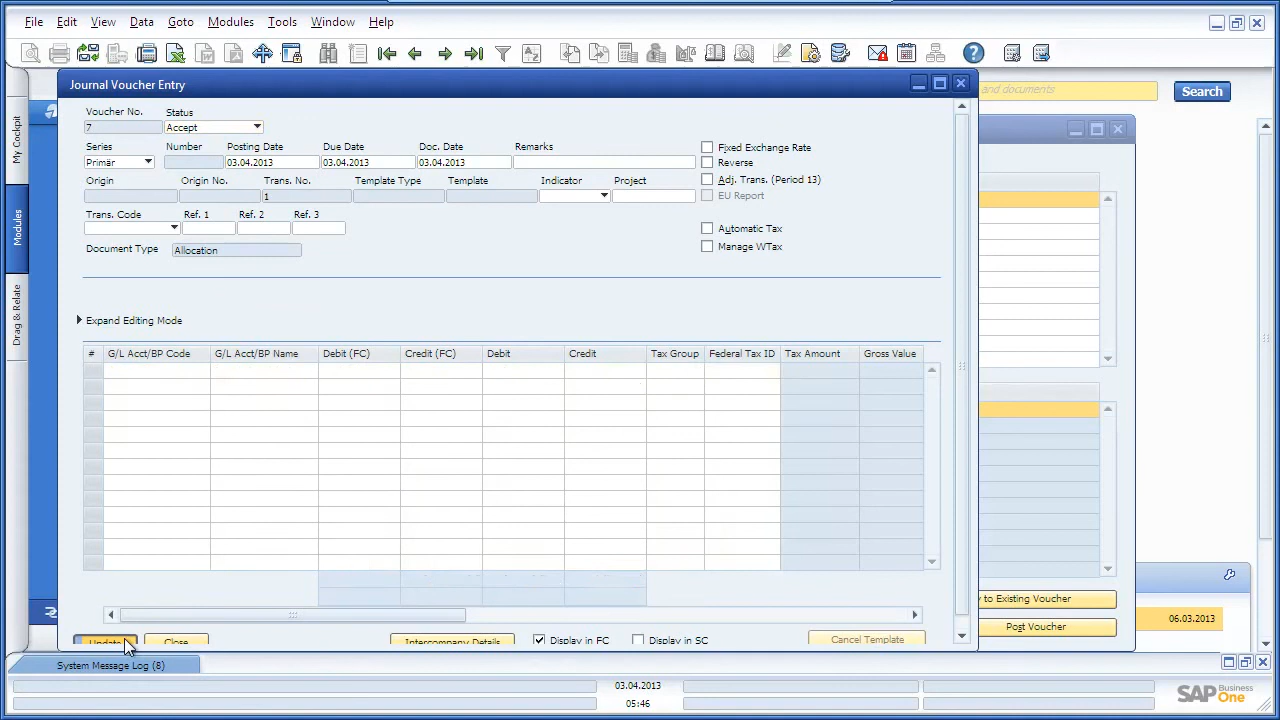 File Edit View Data Goto Modules Tools Window Help
and documents Search
My Cockpit
Modules
Drag & Relate
Journal Voucher Entry
Voucher No. Status
7 Accept
Series Number Posting Date Due Date Doc. Date Remarks Fixed Exchange Rate
Primär 03.04.2013 03.04.2013 03.04.2013 Reverse
Origin Origin No. Trans. No. Template Type Template Indicator Project Adj. Trans. (Period 13)
1 EU Report
Trans. Code Ref. 1 Ref. 2 Ref. 3
Automatic Tax
Document Type Allocation Manage WTax
Expand Editing Mode
# G/L Acct/BP Code G/L Acct/BP Name Debit (FC) Credit (FC) Debit Credit Tax Group Federal Tax ID Tax Amount Gross Value
to Existing Voucher
06.03.2013
Post Voucher
Update Close Intercompany Details Display in FC Display in SC Cancel Template
System Message Log (8)
03.04.2013
05:46
SAP Business One